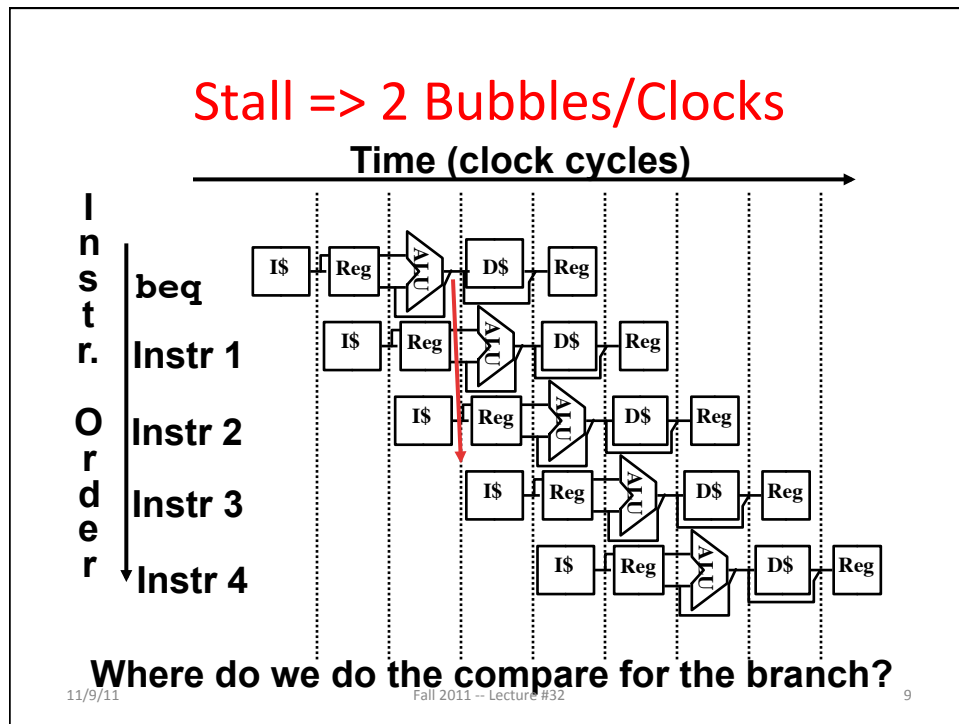 Stall => 2 Bubbles/Clocks
Time (clock cycles)
Instr. Order
beq
I$ Reg ALU D$ Reg
Instr 1
I$ Reg ALU D$ Reg
Instr 2
I$ Reg ALU D$ Reg
Instr 3
I$ Reg ALU D$ Reg
Instr 4
I$ Reg ALU D$ Reg
Where do we do the compare for the branch?
11/9/11
Fall 2011 -- Lecture #32
9